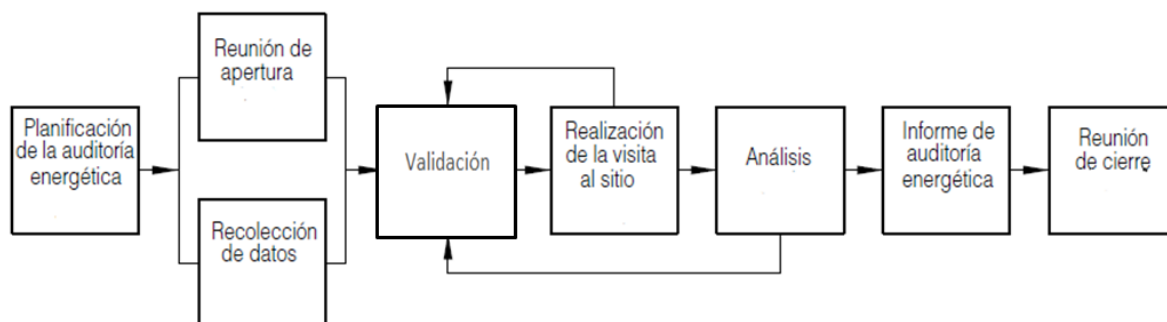 Planificación
de la auditoría
energética
Reunión de
apertura
Recolección
de datos
Validación
Realización
de la visita
al sitio
Análisis
Informe de
auditoría
energética
Reunión
de cierre